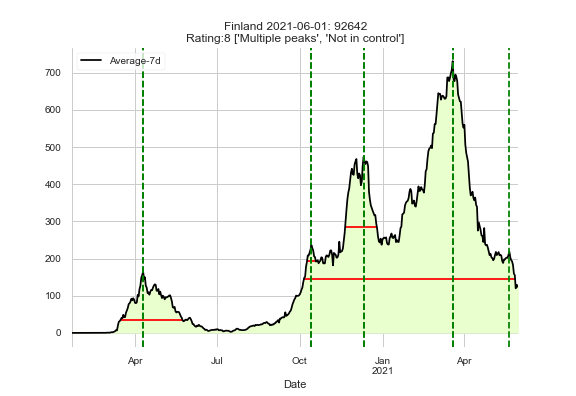 Finland 2021-06-01: 92642
Rating:8 ['Multiple peaks', 'Not in control']
Average-7d
700
600
500
400
300
200
100
0
Apr
Jul
Oct
Jan
2021
Apr
Date